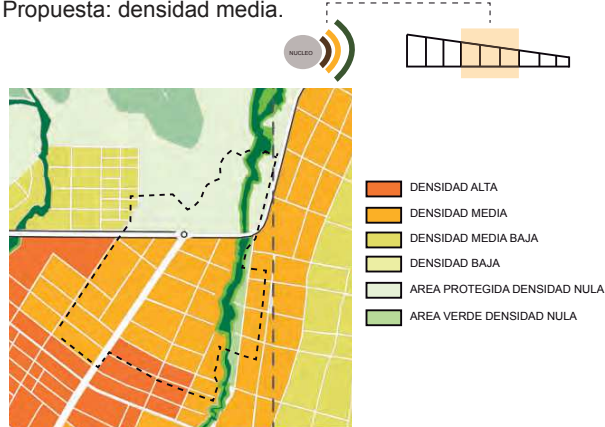 Propuesta: densidad media.
NUCLEO
DENSIDAD ALTA
DENSIDAD MEDIA
DENSIDAD MEDIA BAJA
DENSIDAD BAJA
AREA PROTEGIDA DENSIDAD NULA
AREA VERDE DENSIDAD NULA